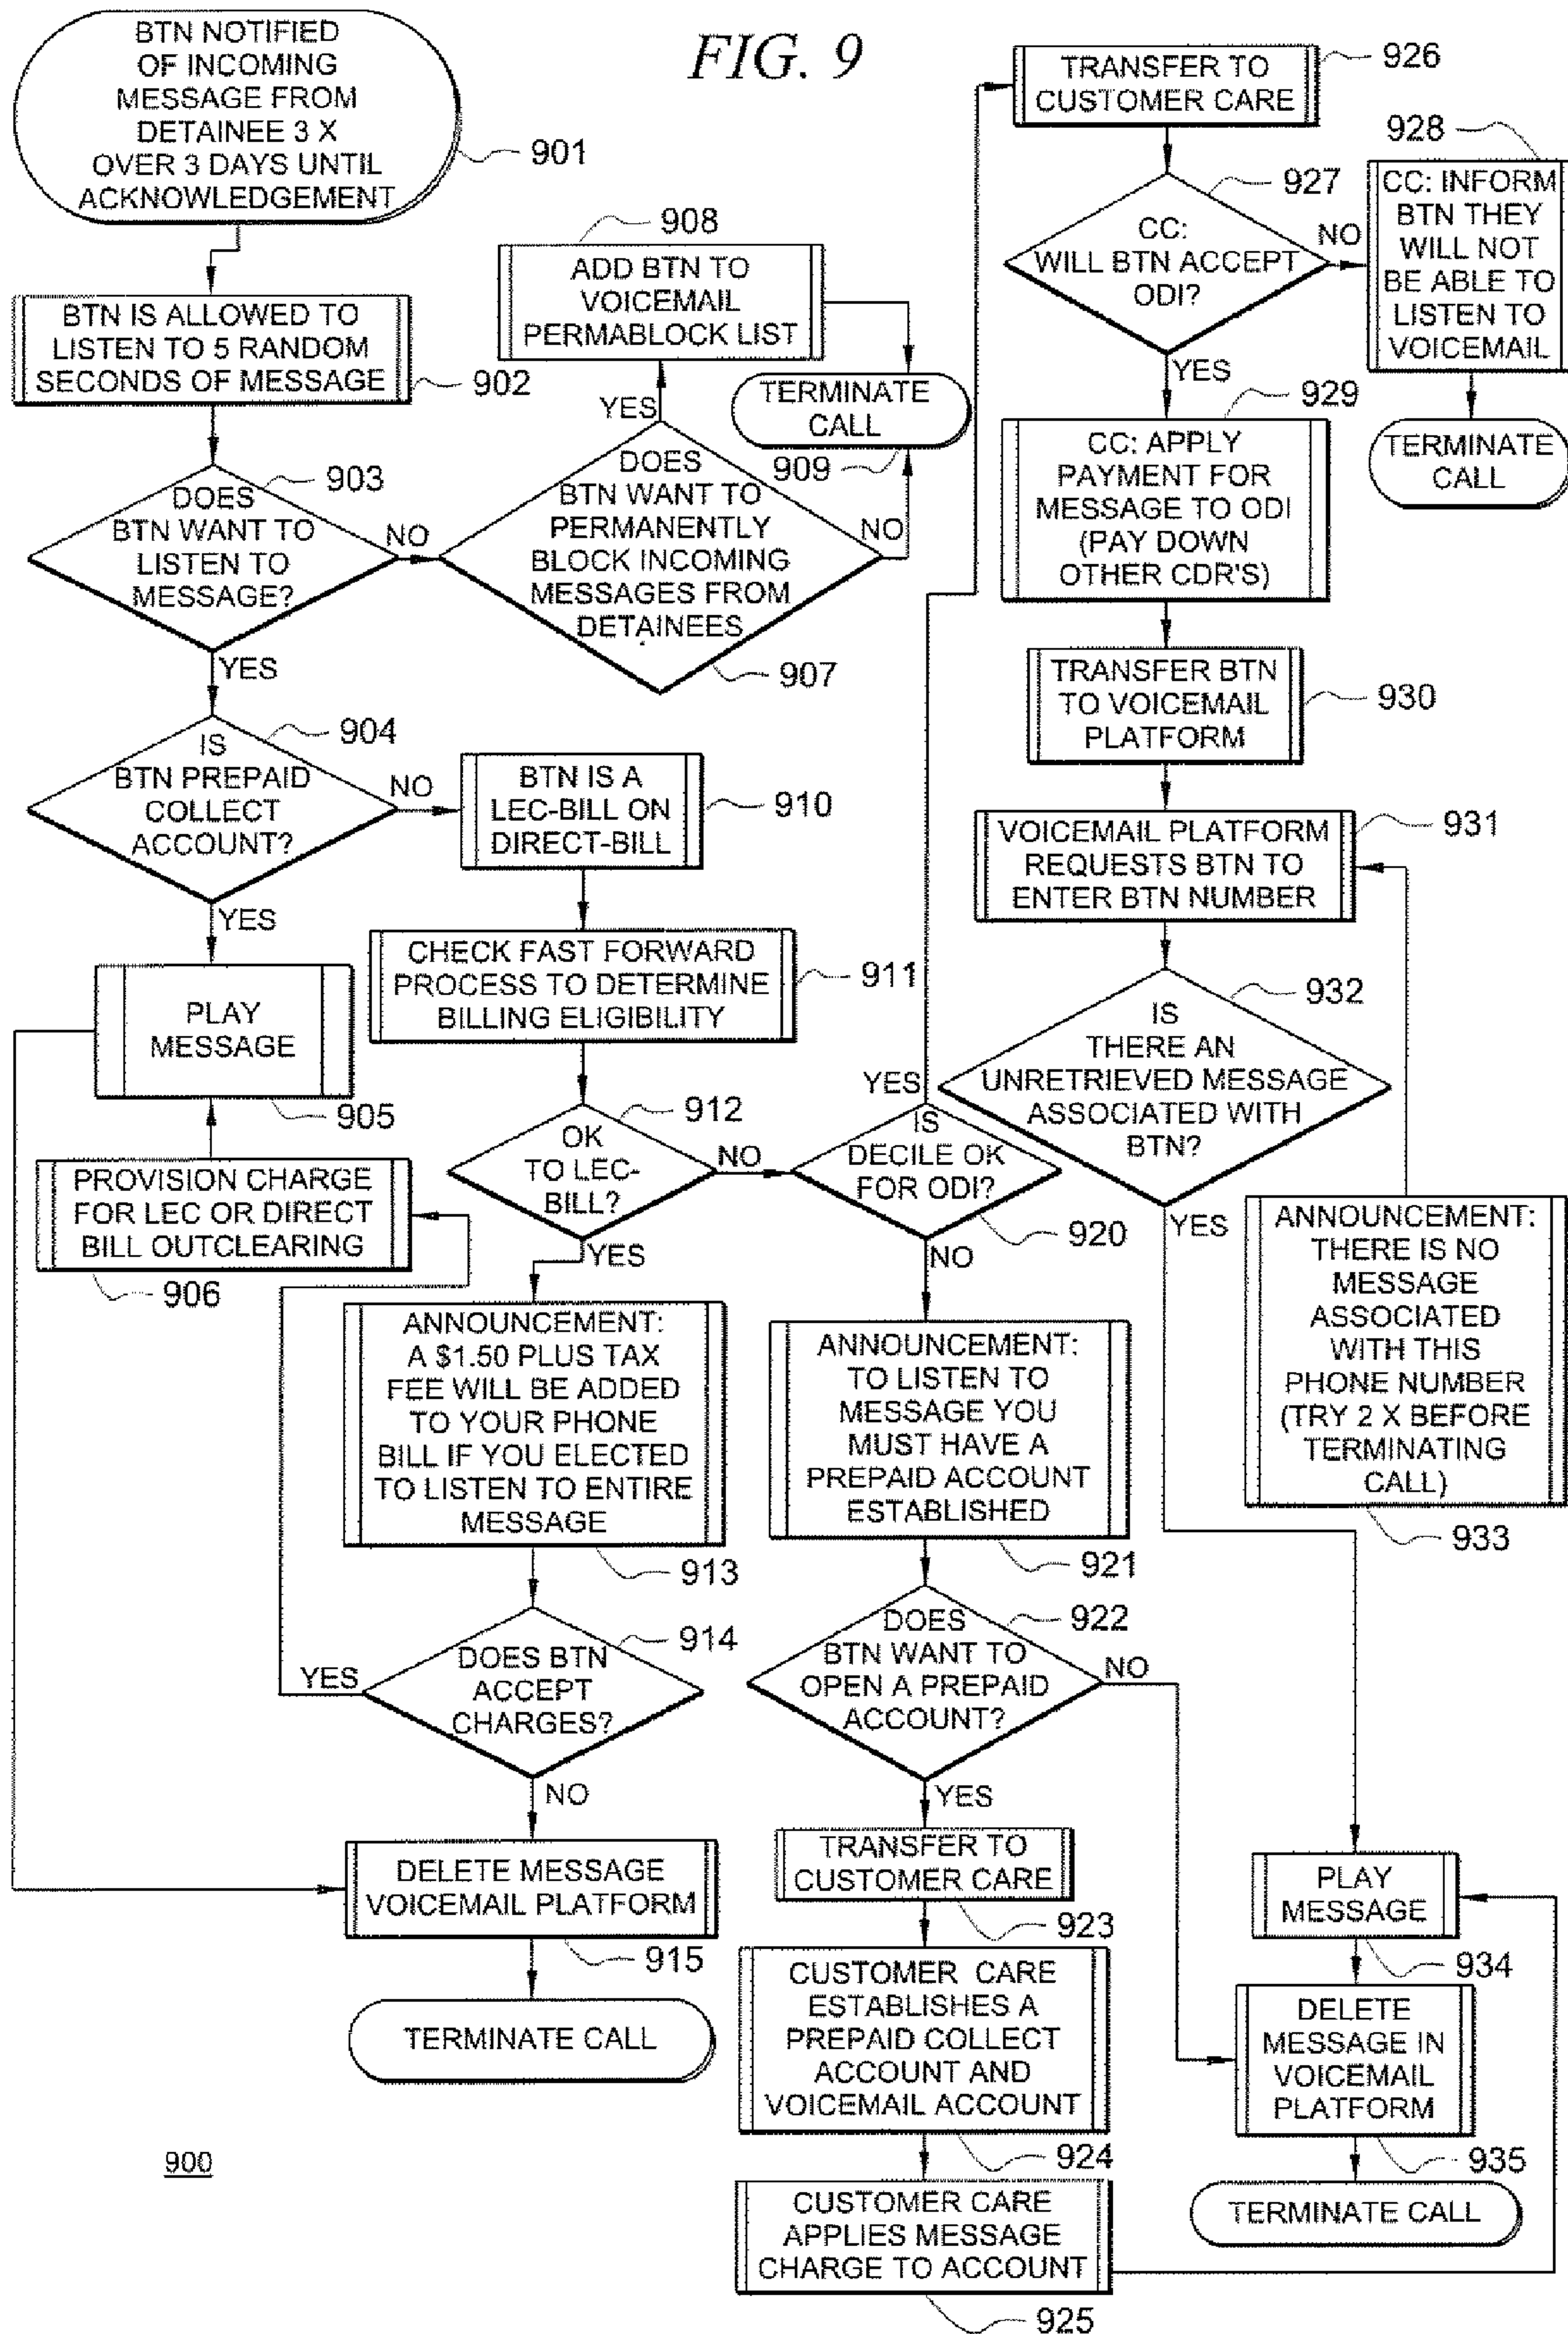 FIG. 9
BTN NOTIFIED
OF INCOMING
MESSAGE FROM
DETAINEE 3 X
OVER 3 DAYS UNTIL
ACKNOWLEDGEMENT
901
BTN IS ALLOWED TO
LISTEN TO 5 RANDOM
SECONDS OF MESSAGE
902
DOES
BTN WANT TO
LISTEN TO
MESSAGE?
903
NO
YES
DOES
BTN WANT TO
PERMANENTLY
BLOCK INCOMING
MESSAGES FROM
DETAINEES
907
YES
NO
908
ADD BTN TO
VOICEMAIL
PERMABLOCK LIST
TERMINATE
CALL
909
IS
BTN PREPAID
COLLECT
ACCOUNT?
904
NO
YES
PLAY
MESSAGE
905
PROVISION CHARGE
FOR LEC OR DIRECT
BILL OUTCLEARING
906
BTN IS A
LEC-BILL ON
DIRECT-BILL
910
CHECK FAST FORWARD
PROCESS TO DETERMINE
BILLING ELIGIBILITY
911
OK
TO LEC-
BILL?
912
NO
YES
ANNOUNCEMENT:
A $1.50 PLUS TAX
FEE WILL BE ADDED
TO YOUR PHONE
BILL IF YOU ELECTED
TO LISTEN TO ENTIRE
MESSAGE
913
DOES BTN
ACCEPT
CHARGES?
914
YES
NO
DELETE MESSAGE
VOICEMAIL PLATFORM
915
TERMINATE CALL
IS
DECILE OK
FOR ODI?
920
YES
NO
ANNOUNCEMENT:
TO LISTEN TO
MESSAGE YOU
MUST HAVE A
PREPAID ACCOUNT
ESTABLISHED
921
DOES
BTN WANT TO
OPEN A PREPAID
ACCOUNT?
922
NO
YES
TRANSFER TO
CUSTOMER CARE
923
CUSTOMER CARE
ESTABLISHES A
PREPAID COLLECT
ACCOUNT AND
VOICEMAIL ACCOUNT
924
CUSTOMER CARE
APPLIES MESSAGE
CHARGE TO ACCOUNT
925
TRANSFER TO
CUSTOMER CARE
926
CC:
WILL BTN ACCEPT
ODI?
927
NO
YES
928
CC: INFORM
BTN THEY
WILL NOT
BE ABLE TO
LISTEN TO
VOICEMAIL
TERMINATE
CALL
929
CC: APPLY
PAYMENT FOR
MESSAGE TO ODI
(PAY DOWN
OTHER CDR'S)
TRANSFER BTN
TO VOICEMAIL
PLATFORM
930
VOICEMAIL PLATFORM
REQUESTS BTN TO
ENTER BTN NUMBER
931
IS
THERE AN
UNRETRIEVED MESSAGE
ASSOCIATED WITH
BTN?
932
YES
ANNOUNCEMENT:
THERE IS NO
MESSAGE
ASSOCIATED
WITH THIS
PHONE NUMBER
(TRY 2 X BEFORE
TERMINATING
CALL)
933
PLAY
MESSAGE
934
DELETE
MESSAGE IN
VOICEMAIL
PLATFORM
935
TERMINATE CALL
900